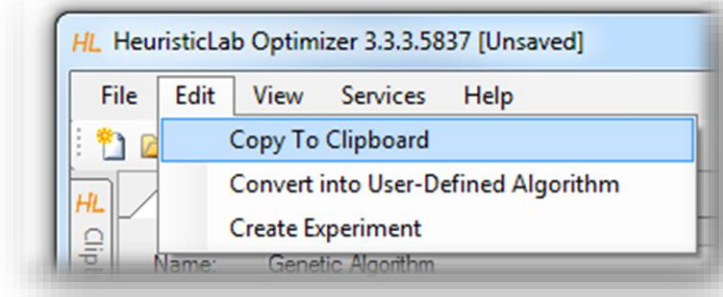 HL HeuristicLab Optimizer 3.3.3.5837 [Unsaved]
File Edit View Services Help
Copy To Clipboard
HL
Convert into User-Defined Algorithm
Create Experiment
Name: Genetic Algorithm